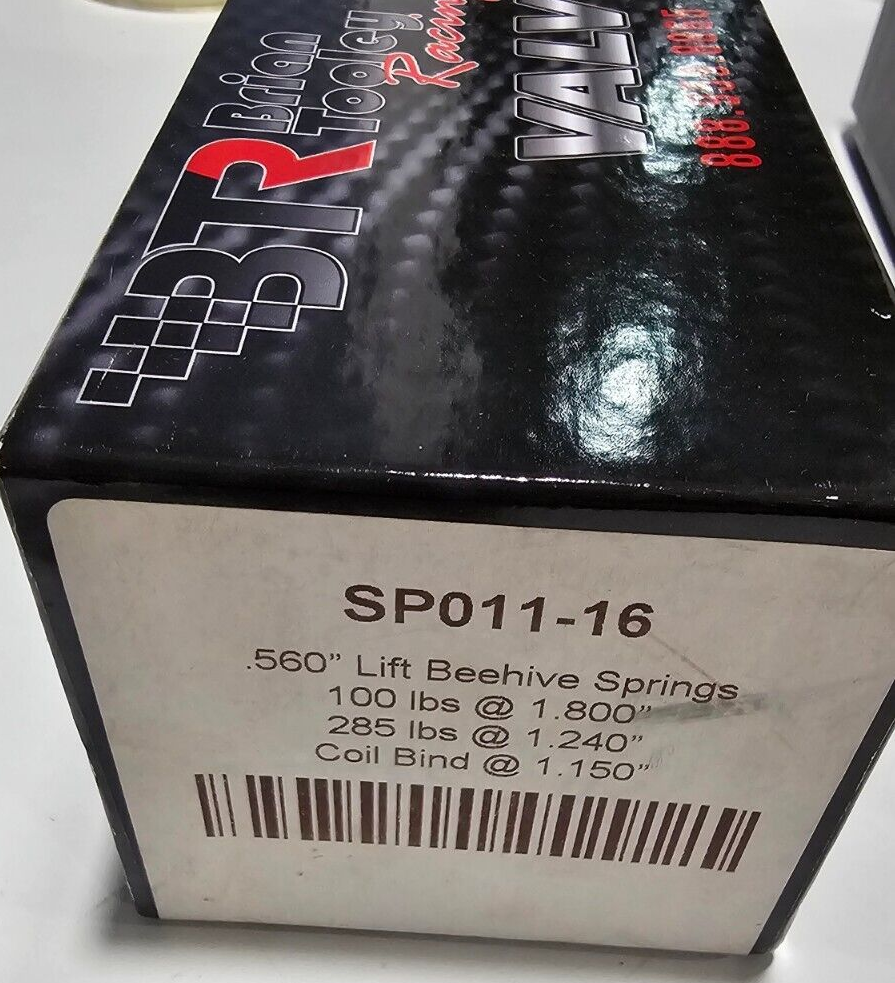 BTR
Brian
Tooley
Racing
VALV
SP011-16
.560” Lift Beehive Springs
100 lbs @ 1.800”
285 lbs @ 1.240”
Coil Bind @ 1.150”